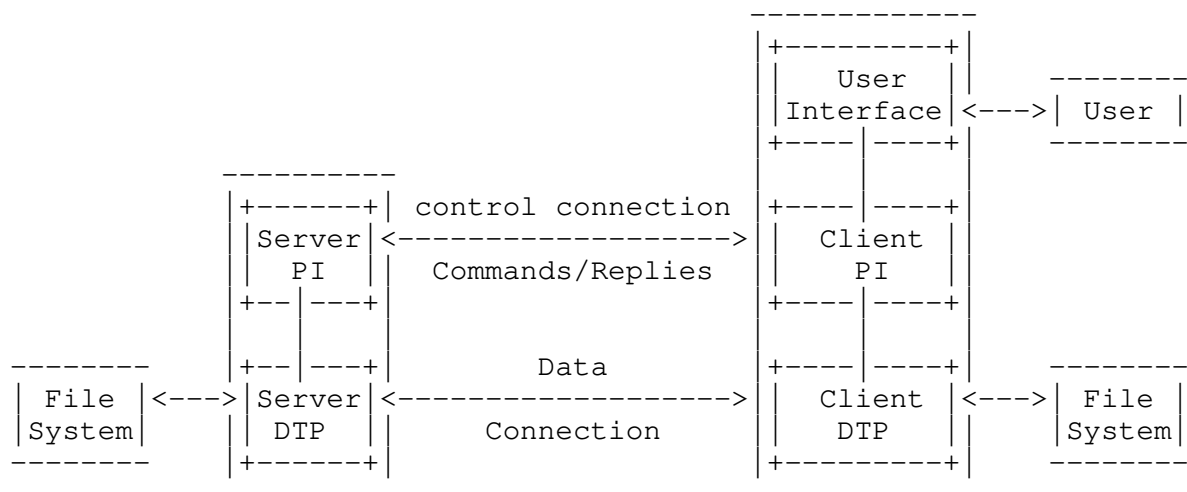 User
Interface
User
control connection
Server
PI
Commands/Replies
Client
PI
File
System
Server
DTP
Data
Connection
Client
DTP
File
System